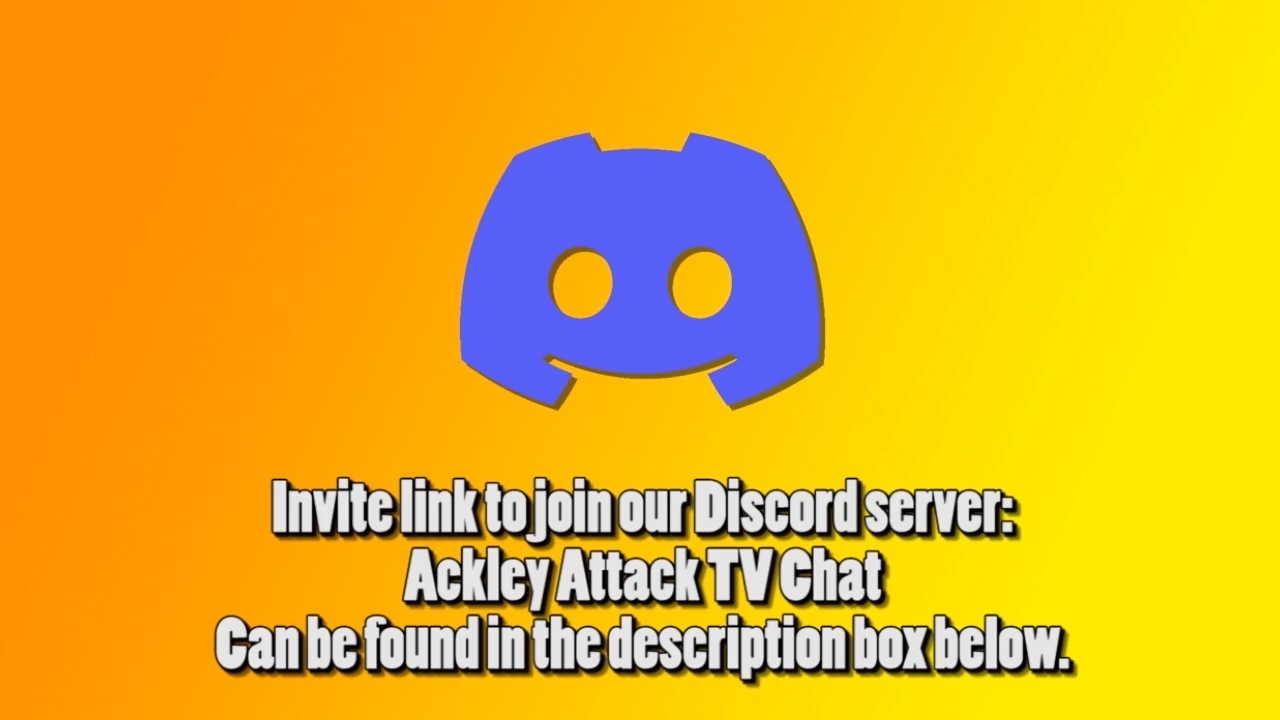 Invite link to join our Discord server:
Ackley Attack TV Chat
Can be found in the description box below.